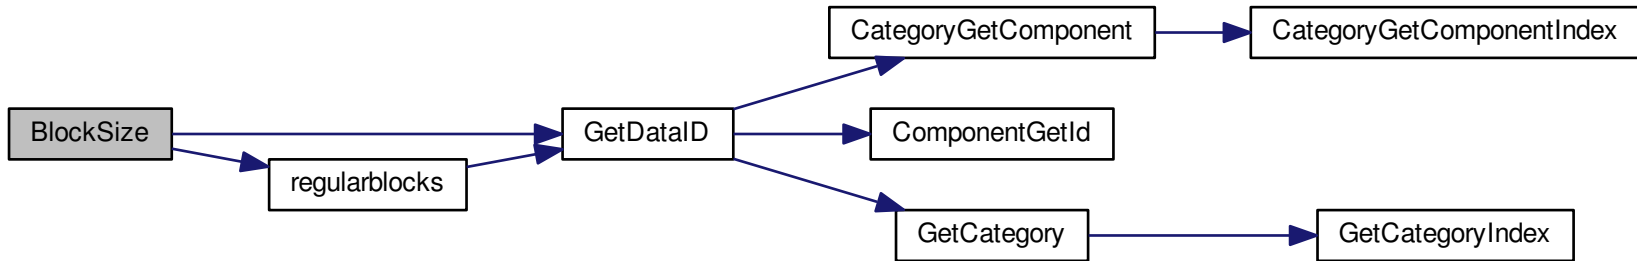 BlockSize
regularblocks
GetDataID
CategoryGetComponent
ComponentGetId
GetCategory
CategoryGetComponentIndex
GetCategoryIndex